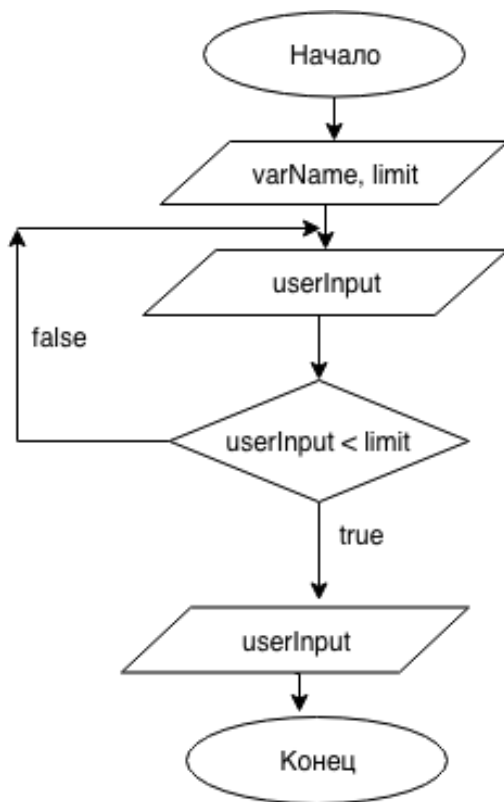 Начало
varName, limit
userInput
false
userInput < limit
true
userInput
Конец